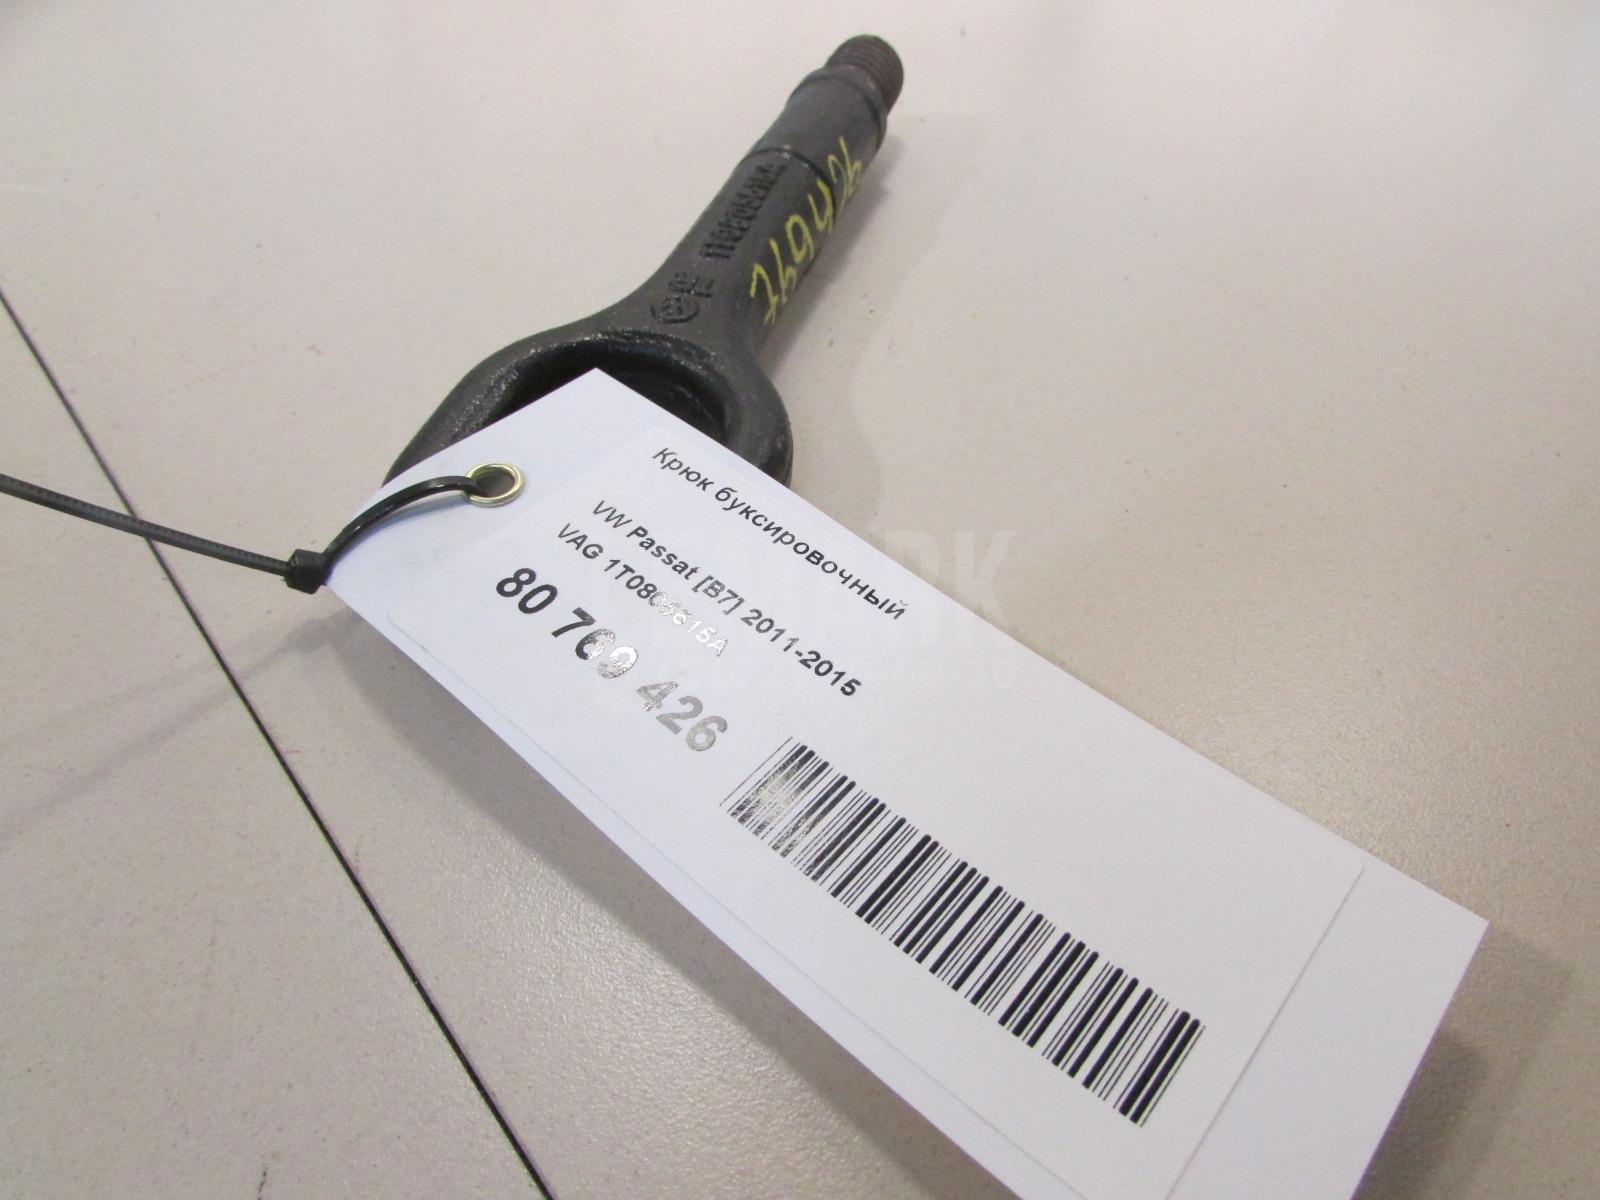 769426
Крюк буксировочный
VW Passat [B7] 2011-2015
VAG 1T0805615A
80 769 426